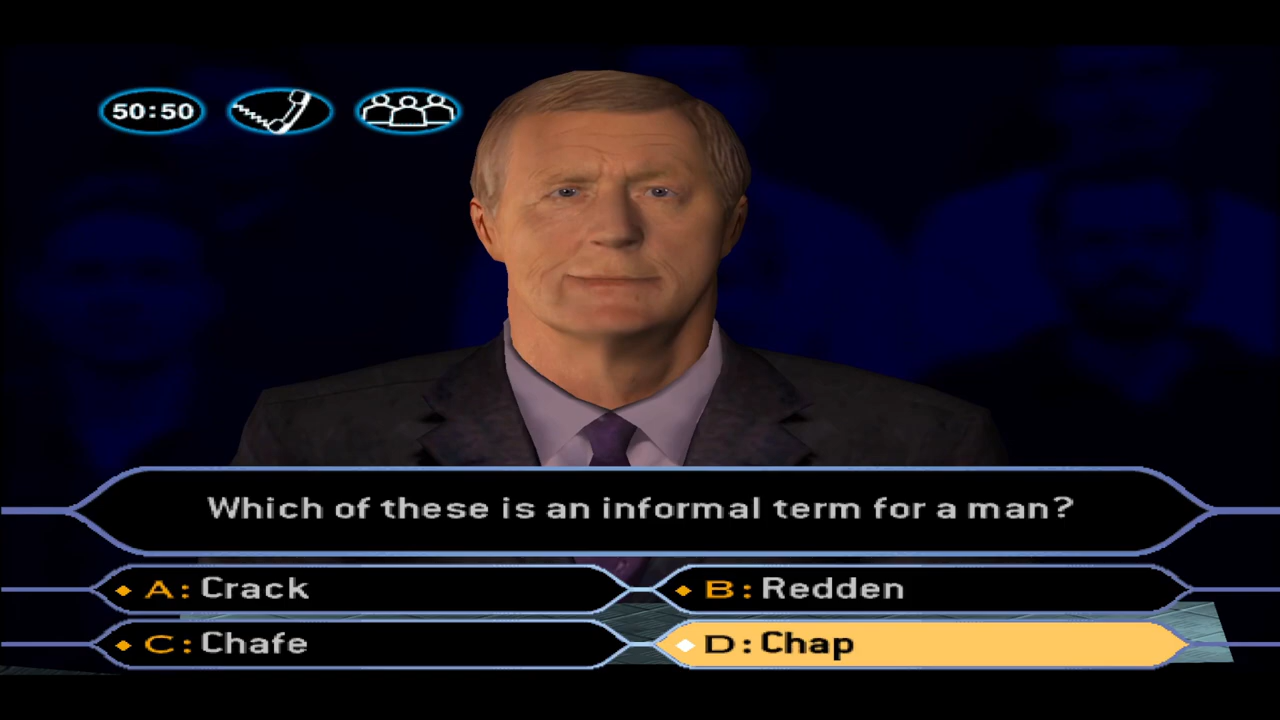 50:50
Which of these is an informal term for a man?
A: Crack
B: Redden
C: Chafe
D: Chap